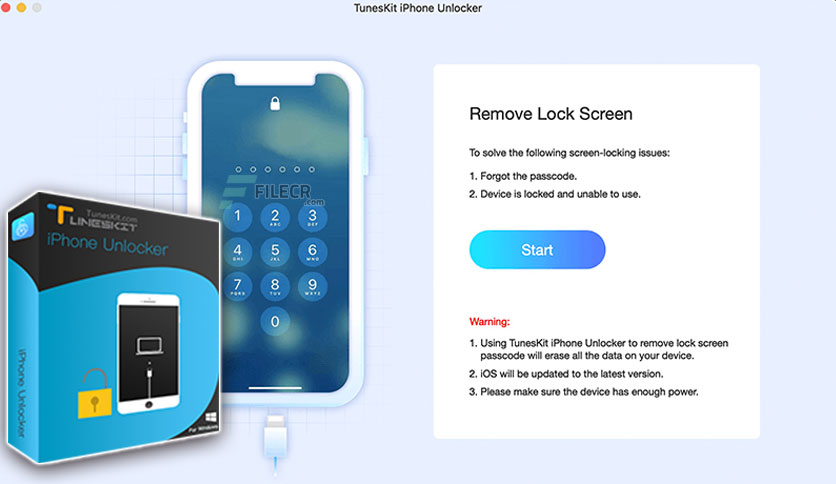 TunesKit iPhone Unlocker
Remove Lock Screen
To solve the following screen-locking issues:
1. Forgot the passcode.
2. Device is locked and unable to use.
Start
Warning:
1. Using TunesKit iPhone Unlocker to remove lock screen
passcode will erase all the data on your device.
2. iOS will be updated to the latest version.
3. Please make sure the device has enough power.
FILECR
.com
1 2 3
ABC DEF
4 5 6
GHI JKL MNO
7 8 9
PQRS TUV WXYZ
0
TunesKit.com
TUNESKIT
iPhone Unlocker
iPhone Unlocker
For Windows